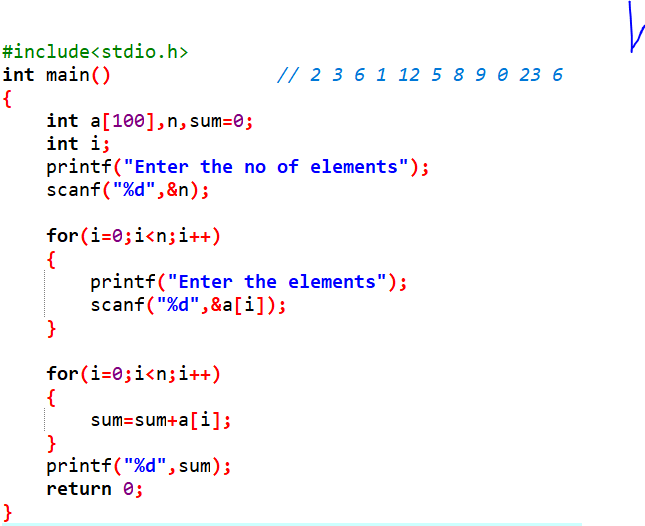 #include<stdio.h>
int main() // 2 3 6 1 12 5 8 9 0 23 6
{
int a[100],n,sum=0;
int i;
printf("Enter the no of elements");
scanf("%d",&n);
for(i=0;i<n;i++)
{
printf("Enter the elements");
scanf("%d",&a[i]);
}
for(i=0;i<n;i++)
{
sum=sum+a[i];
}
printf("%d",sum);
return 0;
}